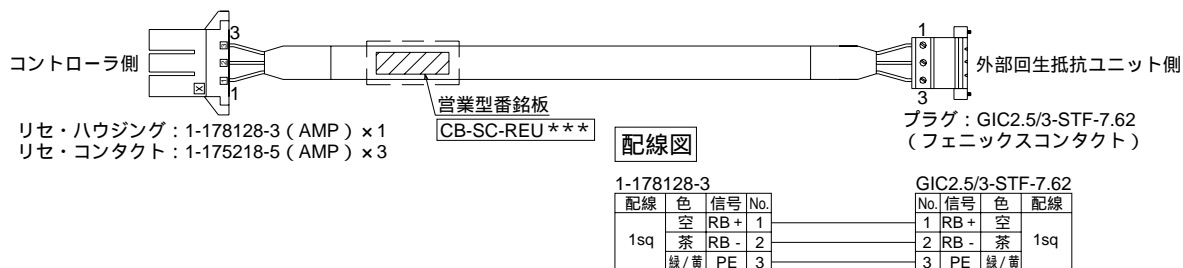 3
1
コントローラ側
外部回生抵抗ユニット側
1
3
営業型番銘板
CB-SC-REU***
リセ・ハウジング：1-178128-3（AMP）×1
リセ・コンタクト：1-175218-5（AMP）×3
プラグ：GIC2.5/3-STF-7.62
（フェニックスコンタクト）
配線図
1-178128-3
配線 色 信号 No.
1sq
空 RB+ 1
茶 RB- 2
緑/黄 PE 3
GIC2.5/3-STF-7.62
No. 信号 色 配線
1 RB+ 空
2 RB- 茶
3 PE 緑/黄
1sq